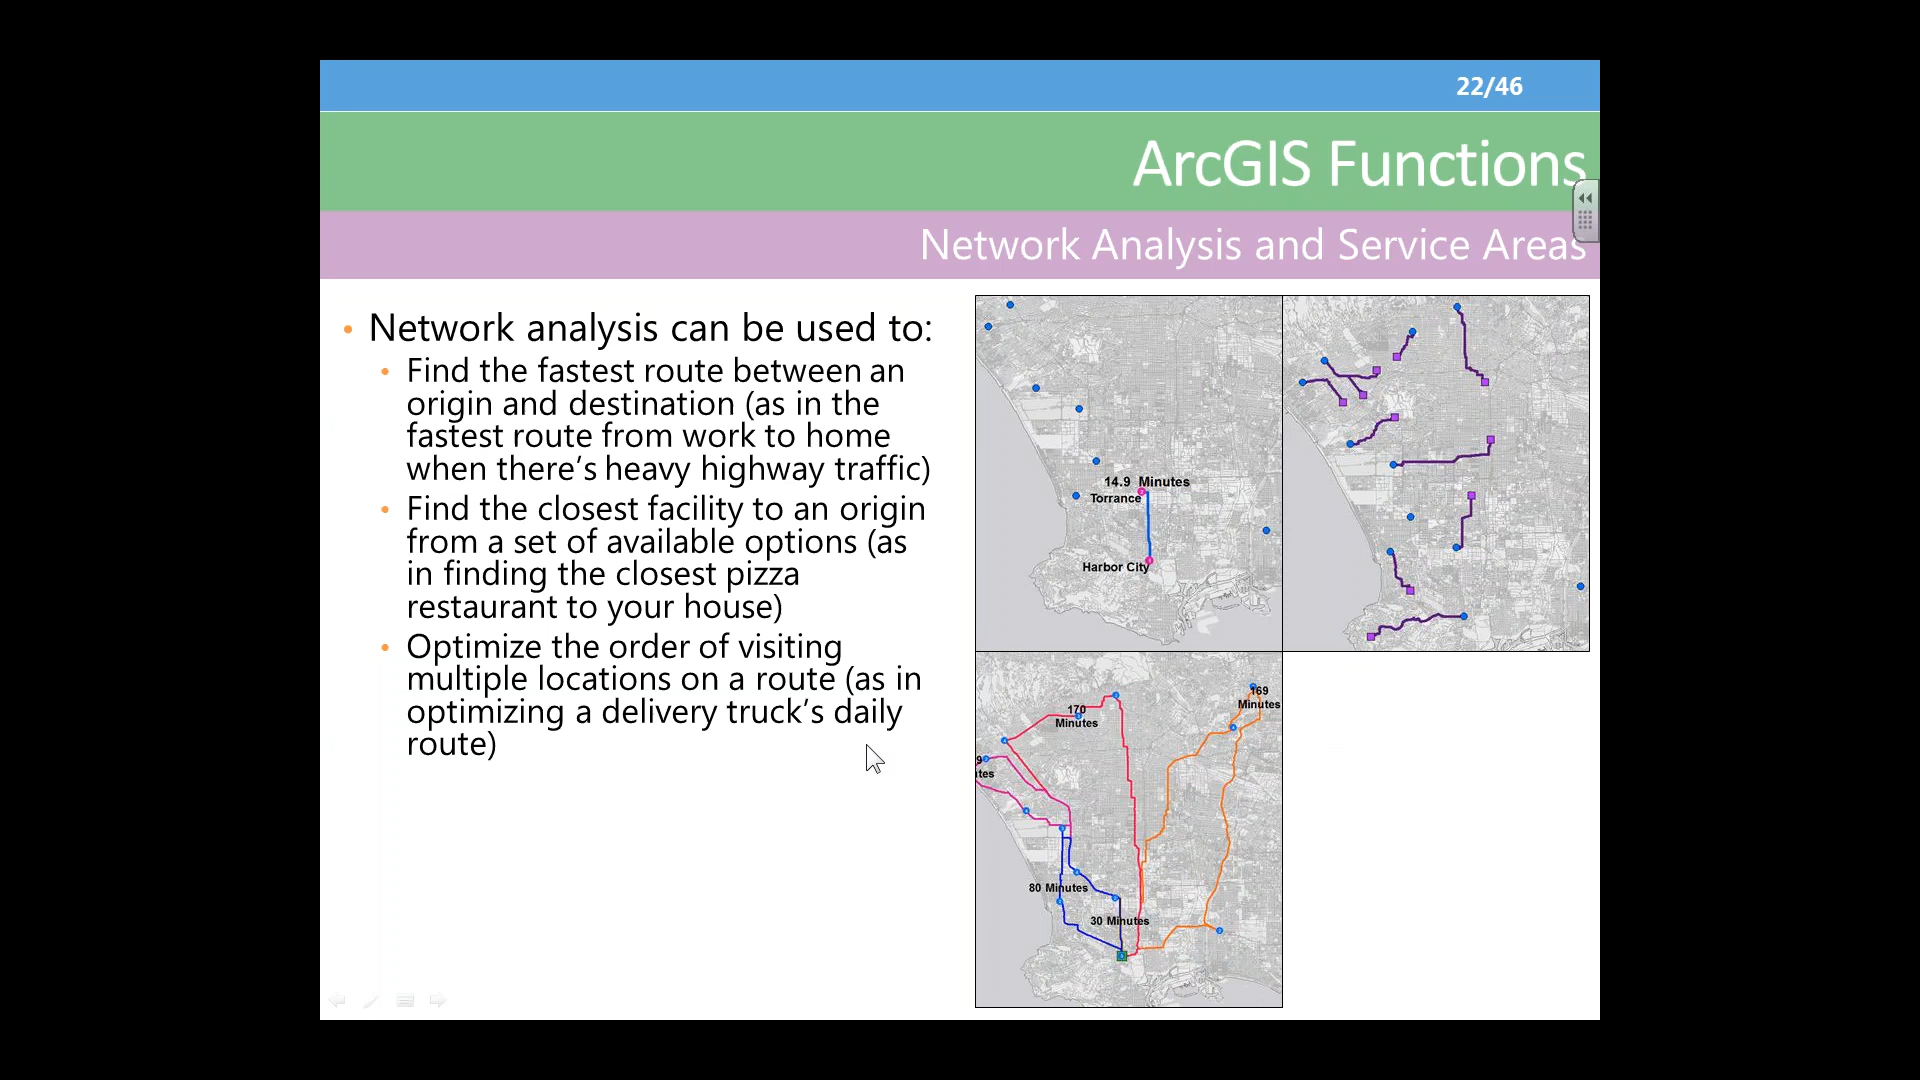 22/46
ArcGIS Functions
Network Analysis and Service Areas
• Network analysis can be used to:
• Find the fastest route between an
origin and destination (as in the
fastest route from work to home
when there’s heavy highway traffic)
• Find the closest facility to an origin
from a set of available options (as
in finding the closest pizza
restaurant to your house)
• Optimize the order of visiting
multiple locations on a route (as in
optimizing a delivery truck’s daily
route)
14.9 Minutes
Torrance
Harbor City
169
Minutes
170
Minutes
9
tes
80 Minutes
30 Minutes